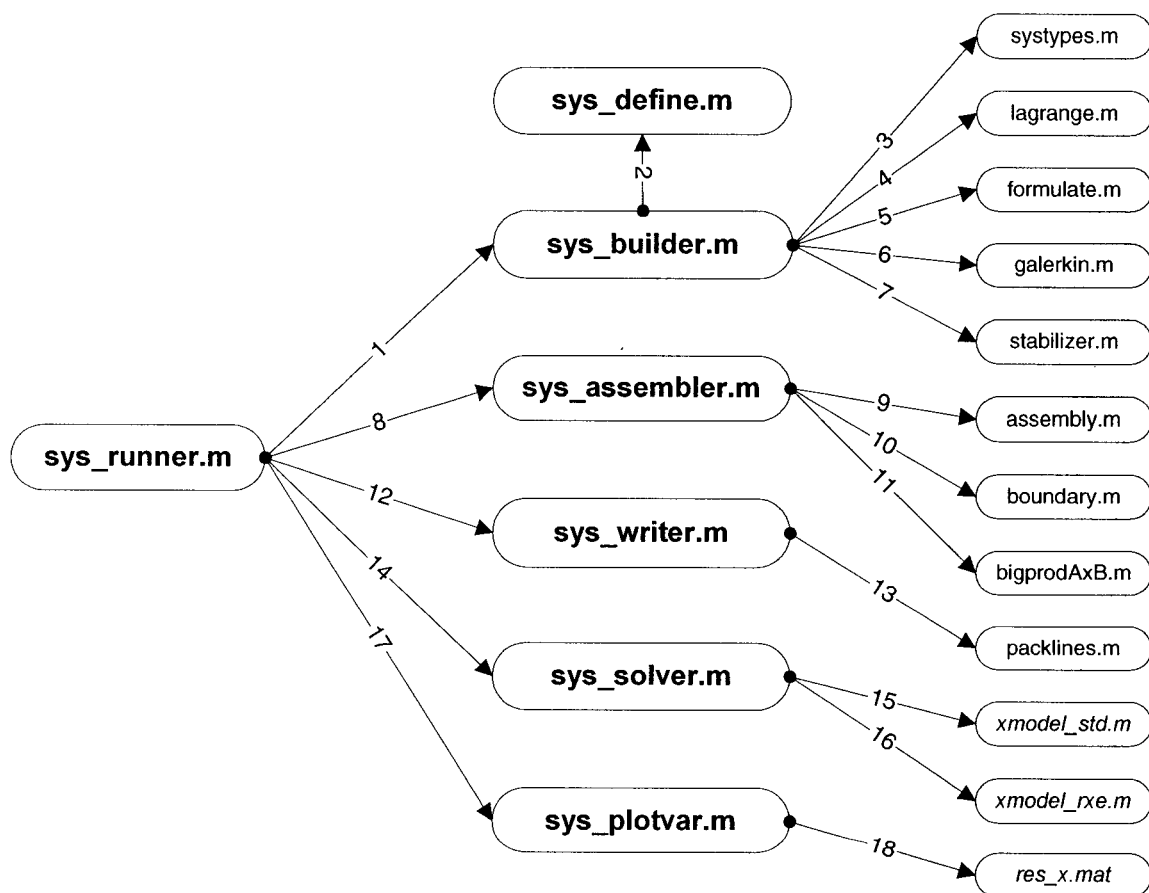 systypes.m
sys_define.m
lagrange.m
3
2
4
formulate.m
5
sys_builder.m
6
galerkin.m
7
stabilizer.m
1
sys_assembler.m
9
assembly.m
8
10
sys_runner.m
11
boundary.m
12
sys_writer.m
bigprodAxB.m
14
13
packlines.m
17
sys_solver.m
15
xmodel_std.m
16
xmodel_rxe.m
sys_plotvar.m
18
res_x.mat